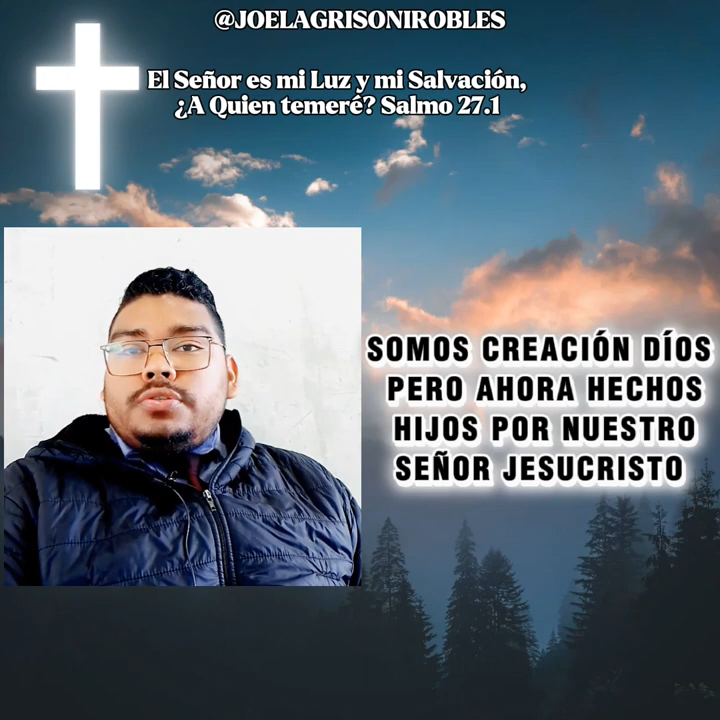 @JOELAGRISONIROBLES
El Señor es mi Luz y mi Salvación,
¿A Quien temeré? Salmo 27.1
SOMOS CREACIÓN DÍOS
PERO AHORA HECHOS
HIJOS POR NUESTRO
SEÑOR JESUCRISTO